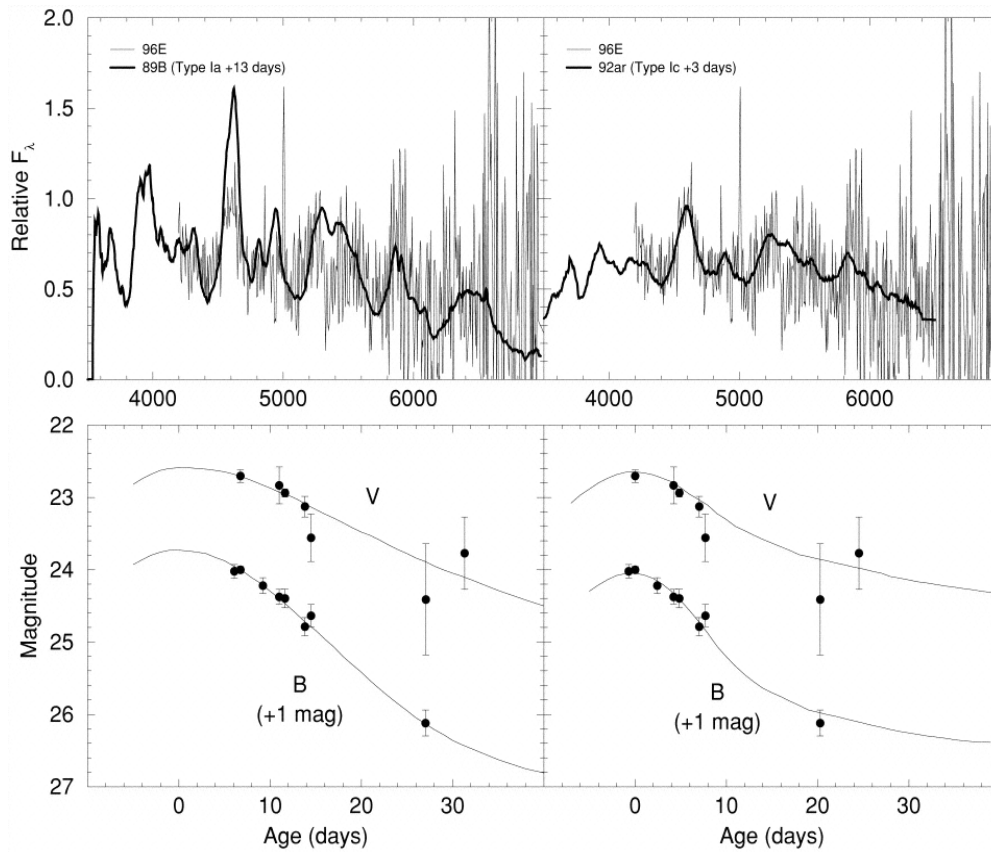 2.0
1.5
1.0
0.5
0.0
Relative Fλ
96E
89B (Type Ia +13 days)
96E
92ar (Type Ic +3 days)
4000 5000 6000
4000 5000 6000
22
23
24
25
26
27
Magnitude
V
B
(+1 mag)
V
B
(+1 mag)
0 10 20 30
0 10 20 30
Age (days)
Age (days)